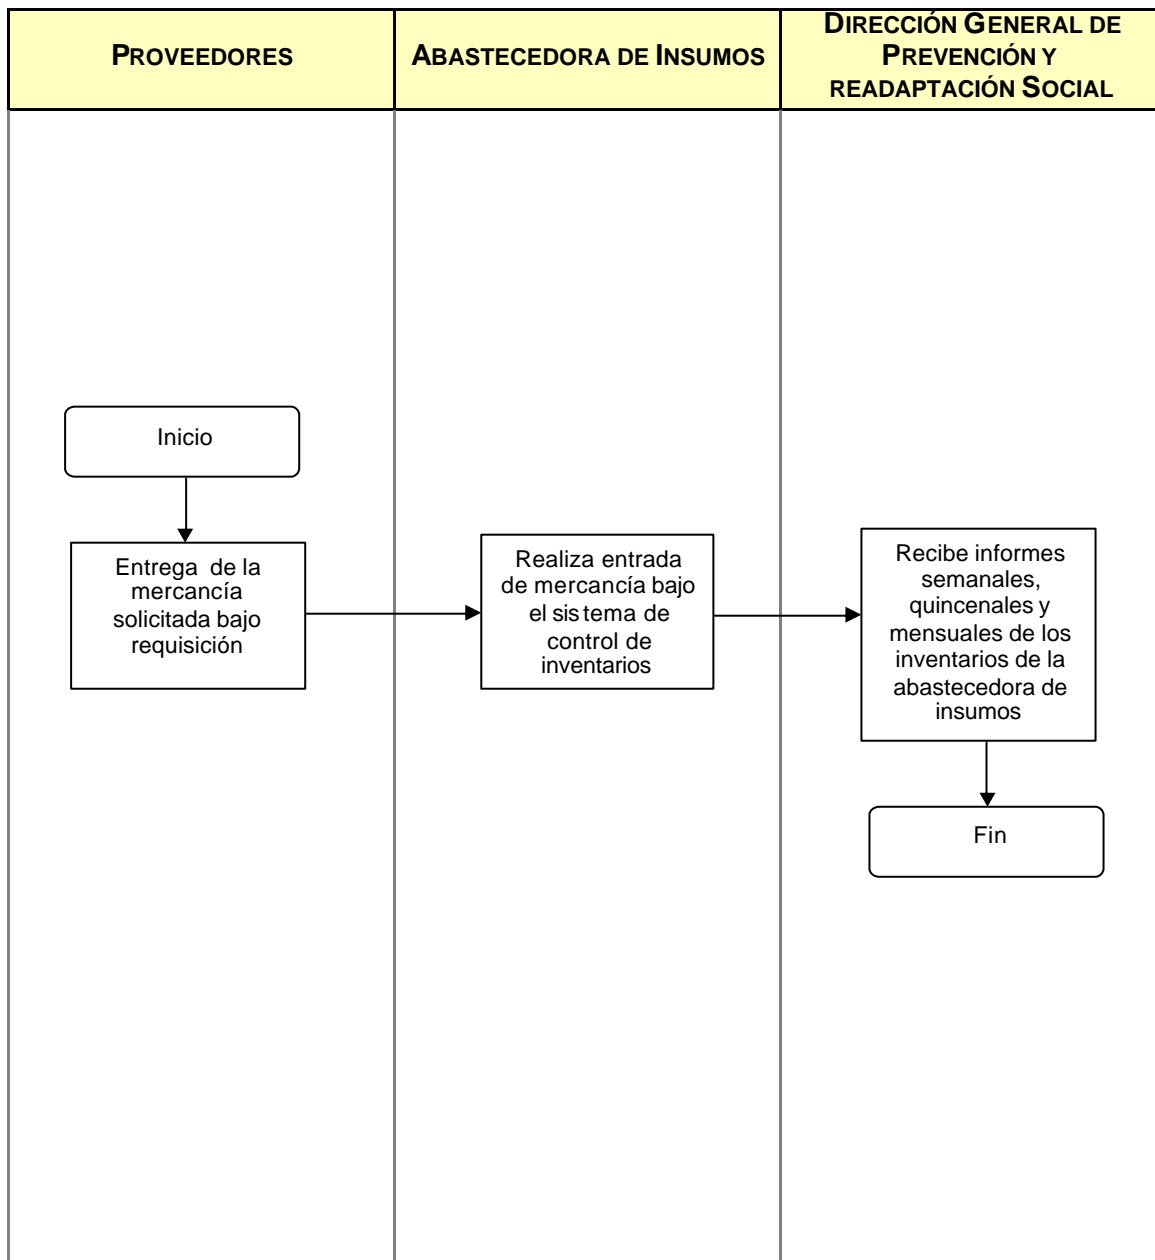 PROVEEDORES
ABASTECEDORA DE INSUMOS
DIRECCIÓN GENERAL DE
PREVENCIÓN Y
READAPTACIÓN SOCIAL
Inicio
Entrega de la
mercancía
solicitada bajo
requisición
Realiza entrada
de mercancía bajo
el sistema de
control de
inventarios
Recibe informes
semanales,
quincenales y
mensuales de los
inventarios de la
abastecedora de
insumos
Fin